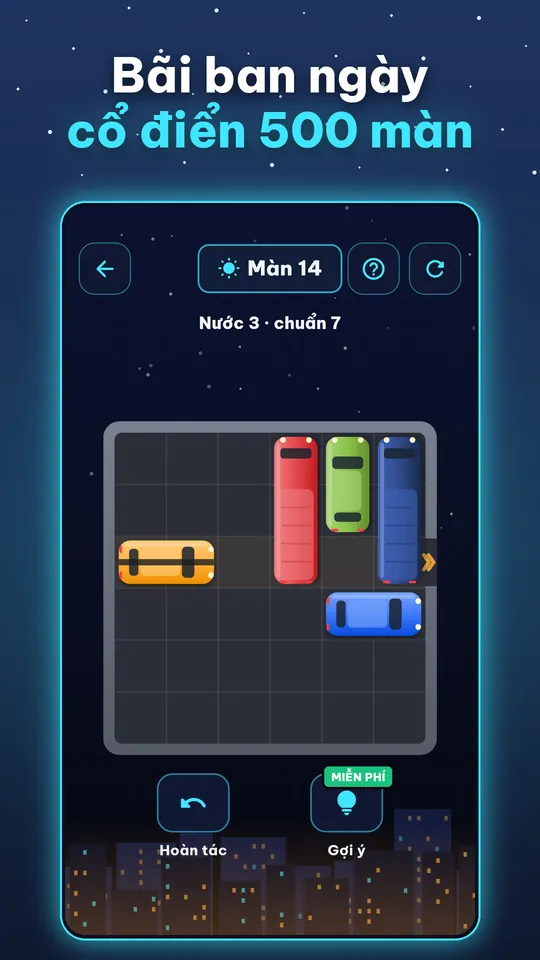 Bãi ban ngày
cổ điển 500 màn
Màn 14
Nước 3 · chuẩn 7
MIỄN PHÍ
Hoàn tác
Gợi ý